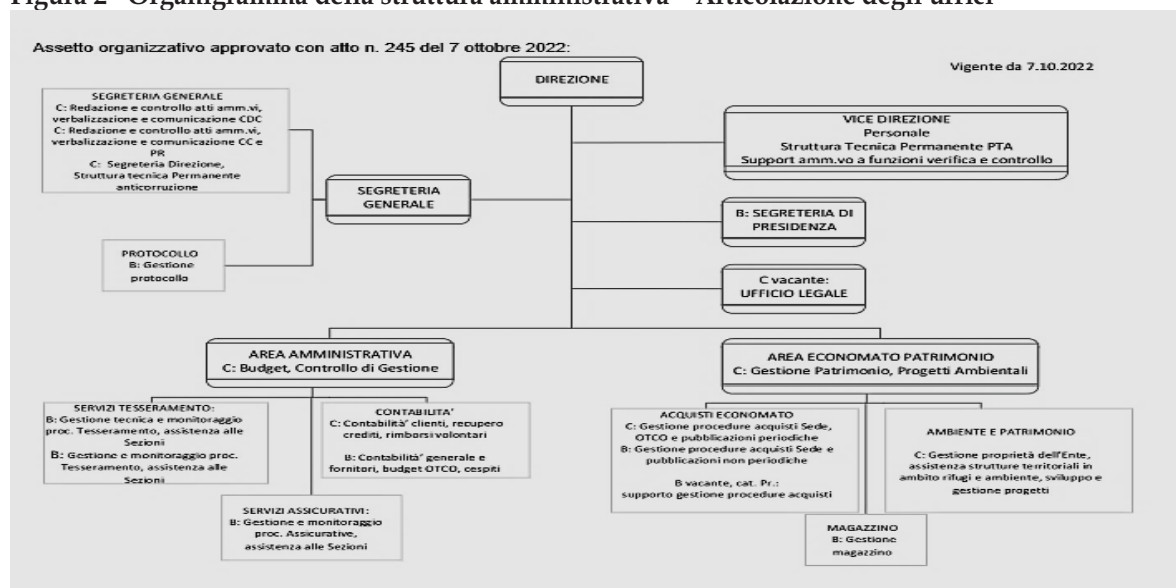 Figura 2 - Organigramma della struttura amministrativa – Articolazione degli uffici
Assetto organizzativo approvato con atto n. 245 del 7 ottobre 2022:
Vigente da 7.10.2022
DIREZIONE
SEGRETERIA GENERALE
C: Redazione e controllo atti amm.vi,
verbalizzazione e comunicazione CDC
C: Redazione e controllo atti amm.vi,
verbalizzazione e comunicazione CC e
PR
C: Segreteria Direzione,
Struttura tecnica Permanente
anticorruzione
VICE DIREZIONE
Personale
Struttura Tecnica Permanente PTA
Support amm.vo a funzioni verifica e controllo
SEGRETERIA
GENERALE
B: SEGRETERIA DI
PRESIDENZA
PROTOCOLLO
B: Gestione
protocollo
C vacante:
UFFICIO LEGALE
AREA AMMINISTRATIVA
C: Budget, Controllo di Gestione
AREA ECONOMATO PATRIMONIO
C: Gestione Patrimonio, Progetti Ambientali
SERVIZI TESSERAMENTO:
B: Gestione tecnica e monitoraggio
proc. Tesseramento, assistenza alle
Sezioni
B: Gestione e monitoraggio proc.
Tesseramento, assistenza alle
Sezioni
CONTABILITA'
C: Contabilità' clienti, recupero
crediti, rimborsi volontari
B: Contabilità' generale e
fornitori, budget OTCO, cespiti
ACQUISTI ECONOMATO
C: Gestione procedure acquisti Sede,
OTCO e pubblicazioni periodiche
B: Gestione procedure acquisti Sede e
pubblicazioni non periodiche
B vacante, cat. Pr.:
supporto gestione procedure acquisti
AMBIENTE E PATRIMONIO
C: Gestione proprietà dell'Ente,
assistenza strutture territoriali in
ambito rifugi e ambiente, sviluppo e
gestione progetti
SERVIZI ASSICURATIVI:
B: Gestione e monitoraggio
proc. Assicurative,
assistenza alle Sezioni
MAGAZZINO
B: Gestione
magazzino